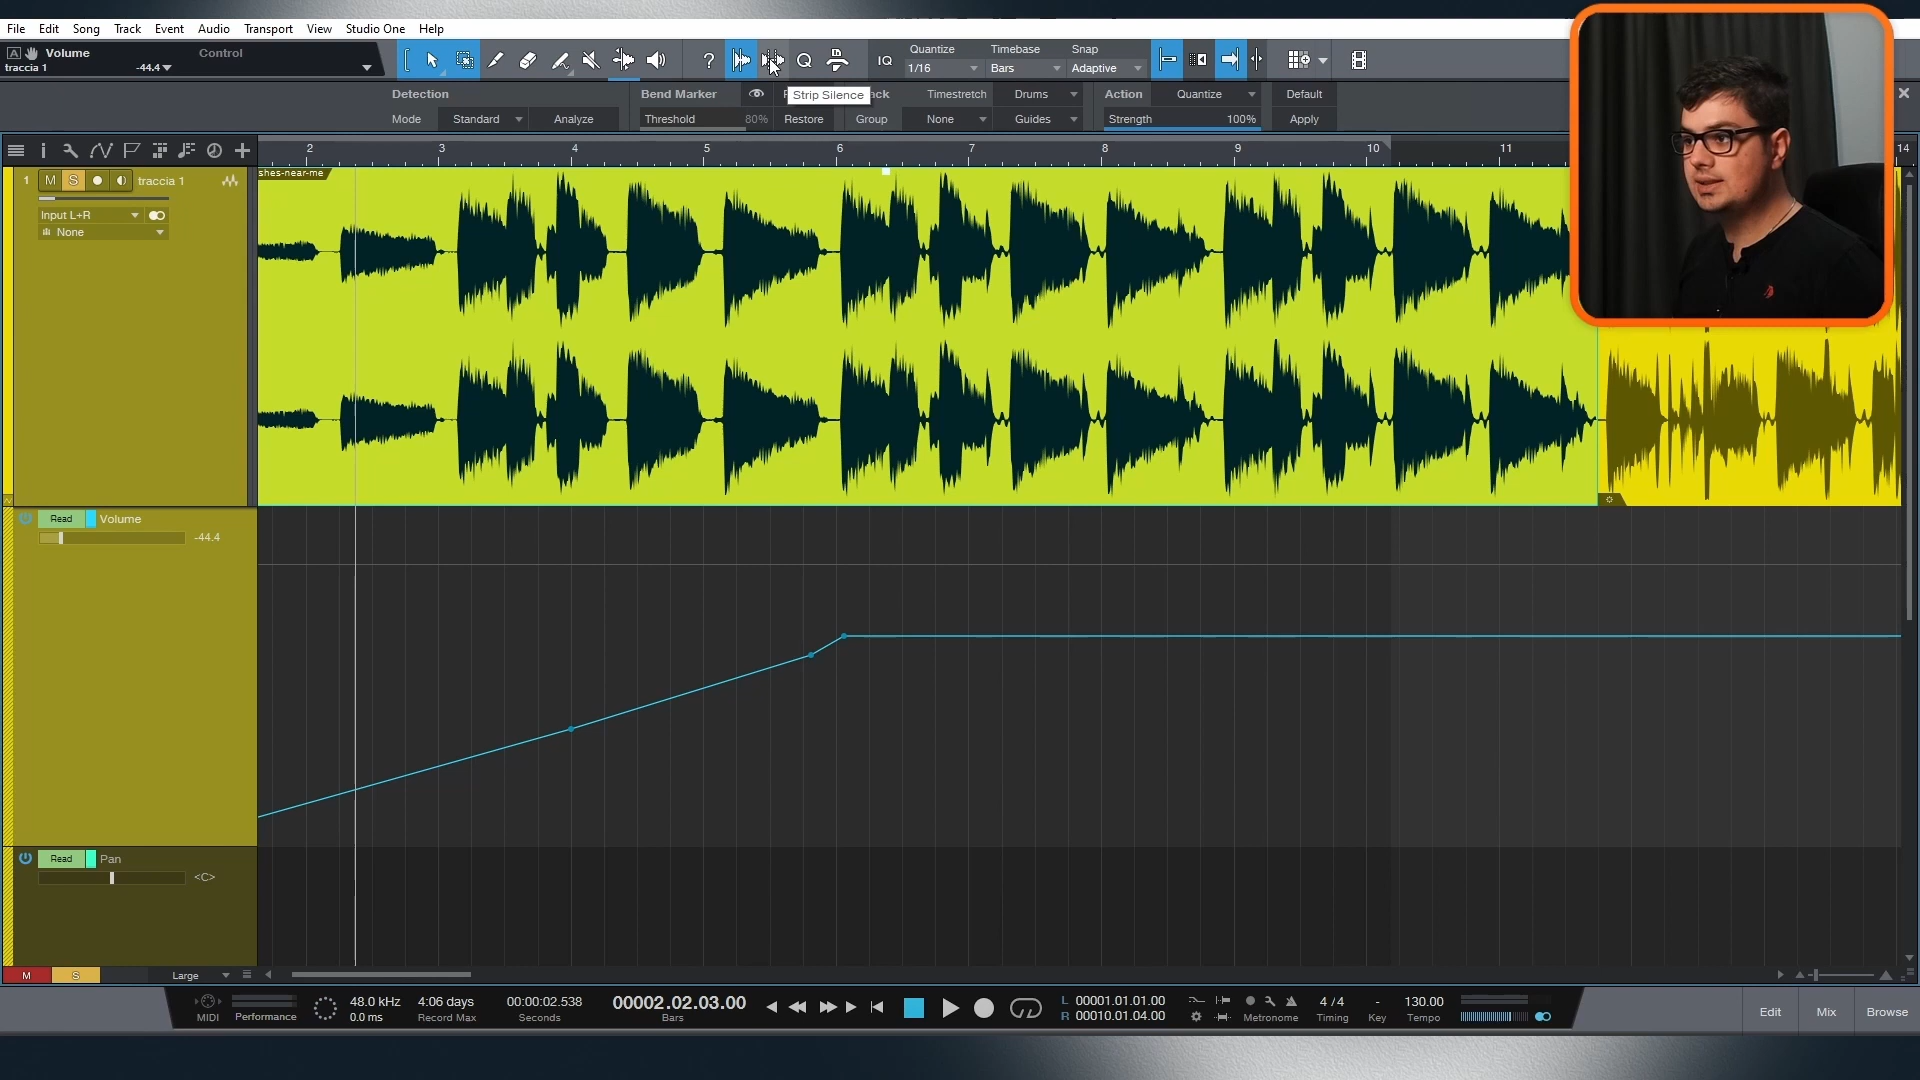 File Edit Song Track Event Audio Transport View Studio One Help
Volume Control
traccia 1 -44.4
? Q IQ
Quantize Timebase Snap
1/16 Bars Adaptive
Strip Silence
Detection Bend Marker Timestretch Drums Action Quantize Default
Mode Standard Analyze Threshold 80% Restore Group None Guides Strength 100% Apply
2 3 4 5 6 7 8 9 10 11 14
1 M S traccia 1
shes-near-me
Input L+R
None
Read Volume
-44.4
Read Pan
<C>
M S Large
MIDI Performance
48.0 kHz 4:06 days 00:00:02.538 00002.02.03.00
0.0 ms Record Max Seconds Bars
L 00001.01.01.00
R 00010.01.04.00
Metronome
4 / 4 - 130.00
Timing Key Tempo
Edit Mix Browse